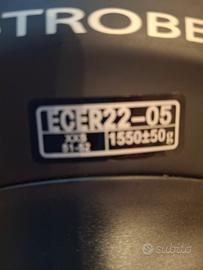 STROBE
ECER22-05
XXS
51-52
1550±50g
subito